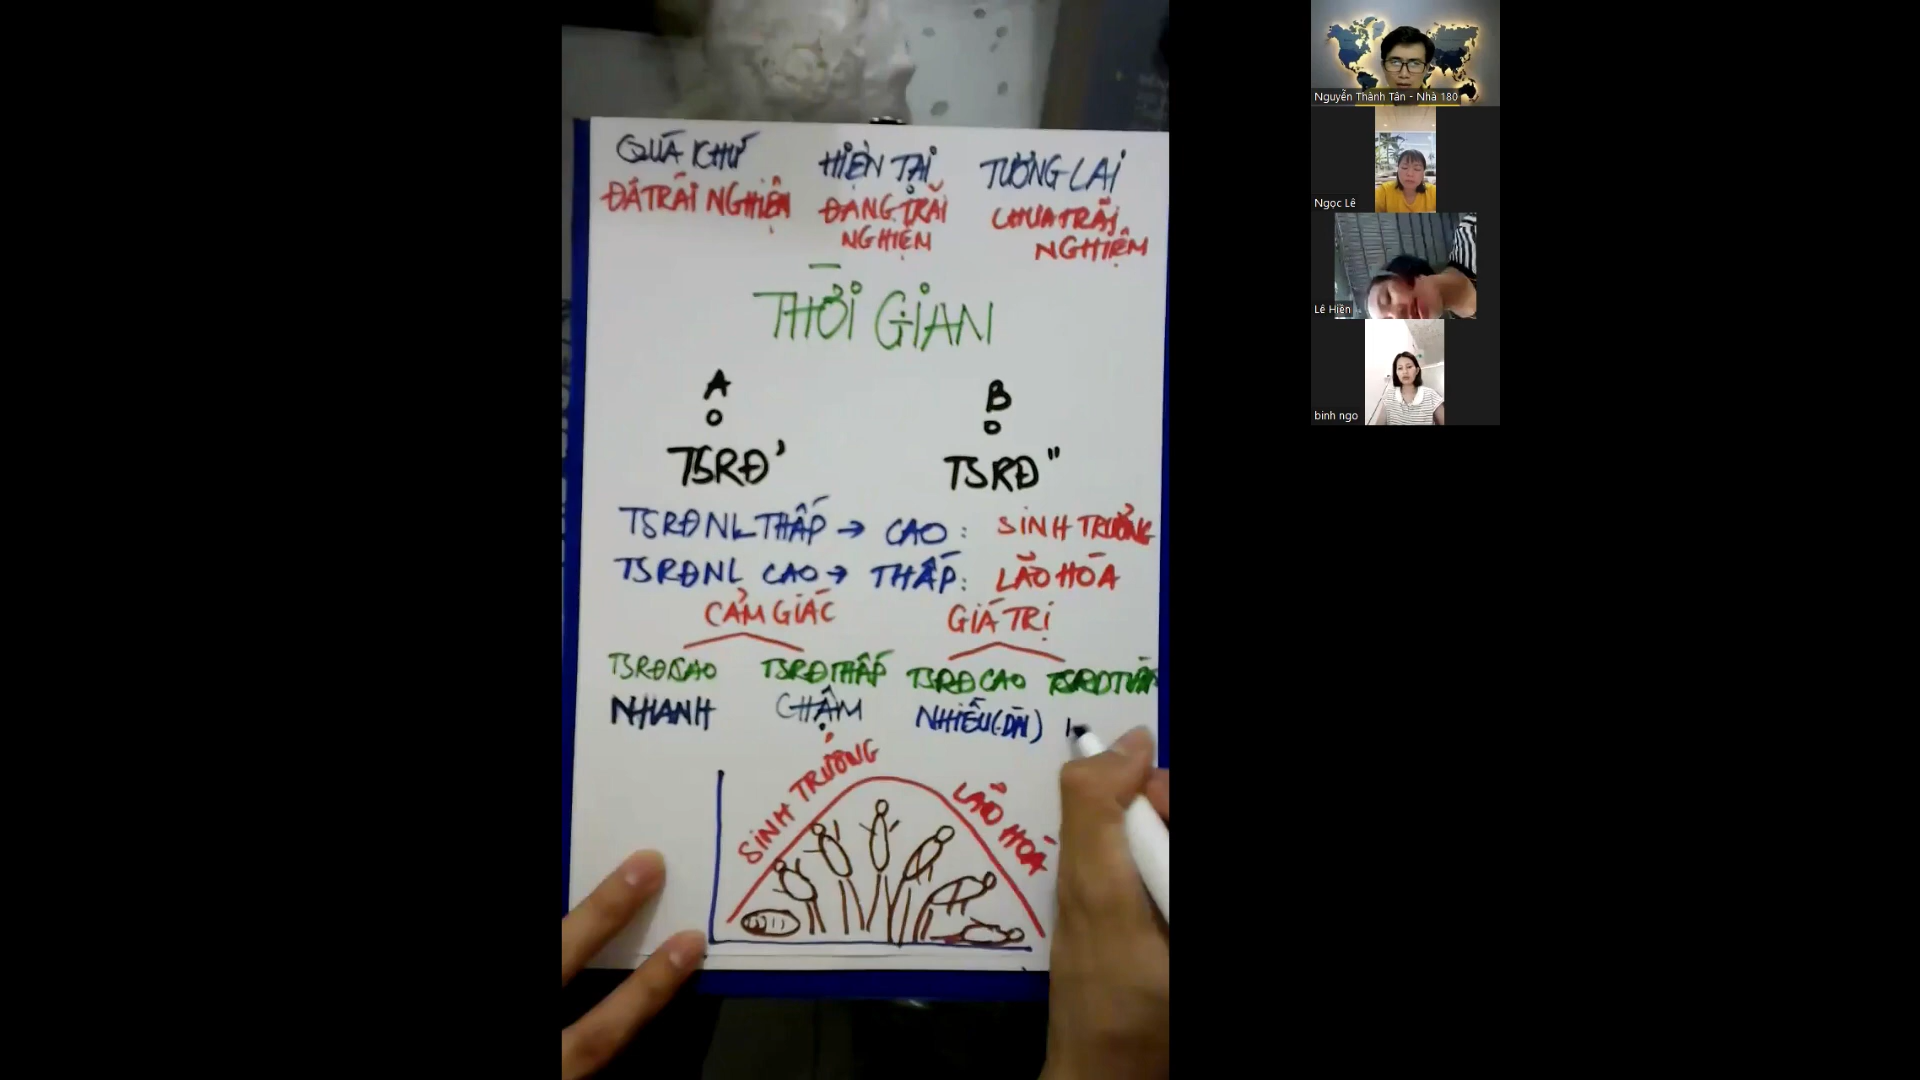 QUÁ KHỨ HIỆN TẠI TƯƠNG LAI
ĐÃ TRẢI NGHIỆM ĐANG TRẢI NGHIỆM CHƯA TRẢI NGHIỆM
THỜI GIAN
A B
TSRĐ' TSRĐ"
TSRĐNL THẤP → CAO: SINH TRƯỞNG
TSRĐNL CAO → THẤP: LÃO HÓA
CẢM GIÁC GIÁ TRỊ
TSRĐ CAO TSRĐ THẤP TSRĐ CAO
NHANH CHẬM NHIỀU (DÀI)
SINH TRƯỞNG LÃO HOÁ
Nguyễn Thành Tân - Nhà 180
Ngọc Lê
Lê Hiền
binh ngo